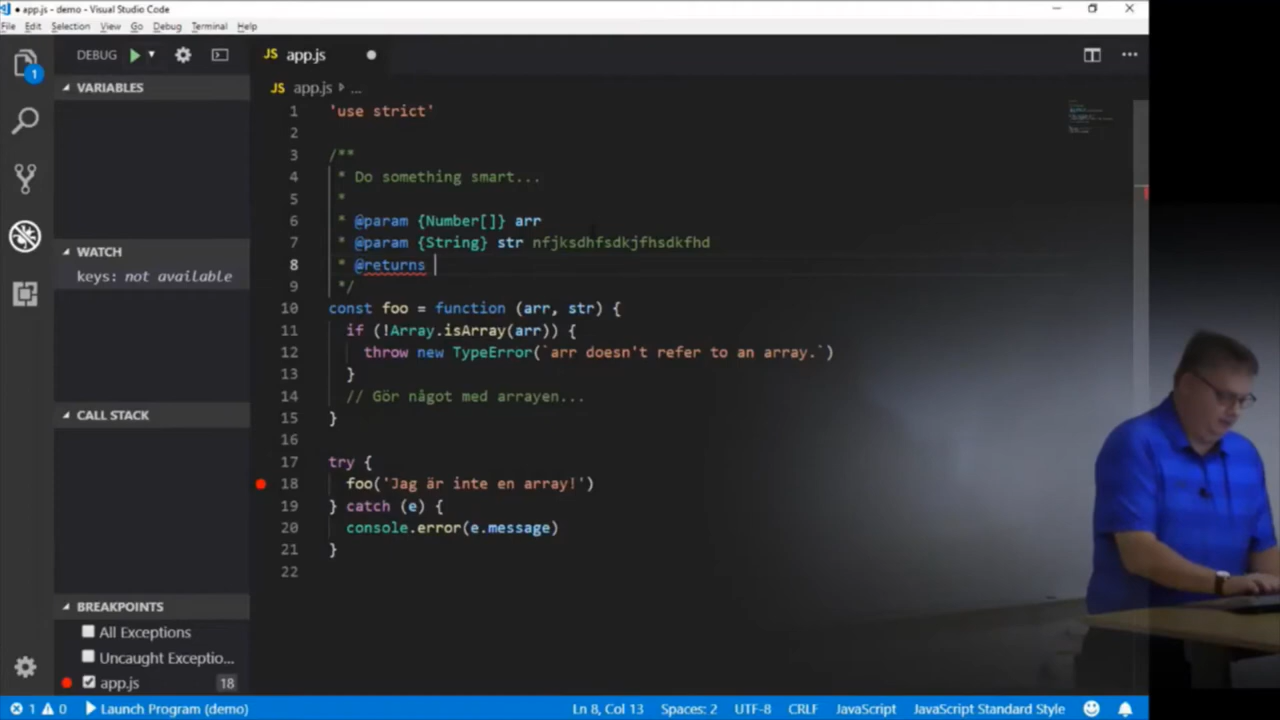 ● app.js - demo - Visual Studio Code
File Edit Selection View Go Debug Terminal Help
1
DEBUG
JS app.js
VARIABLES
JS app.js ...
1 'use strict'
2
3 /**
4 * Do something smart...
5 *
6 * @param {Number[]} arr
7 * @param {String} str nfjksdhfsdkjfhsdkfhd
8 * @returns
9 */
10 const foo = function (arr, str) {
11 if (!Array.isArray(arr)) {
12 throw new TypeError(`arr doesn't refer to an array.`)
13 }
14 // Gör något med arrayen...
15 }
16
17 try {
18 foo('Jag är inte en array!')
19 } catch (e) {
20 console.error(e.message)
21 }
22
WATCH
keys: not available
CALL STACK
BREAKPOINTS
All Exceptions
Uncaught Exceptio...
app.js 18
1 0 Launch Program (demo) Ln 8, Col 13 Spaces: 2 UTF-8 CRLF JavaScript JavaScript Standard Style